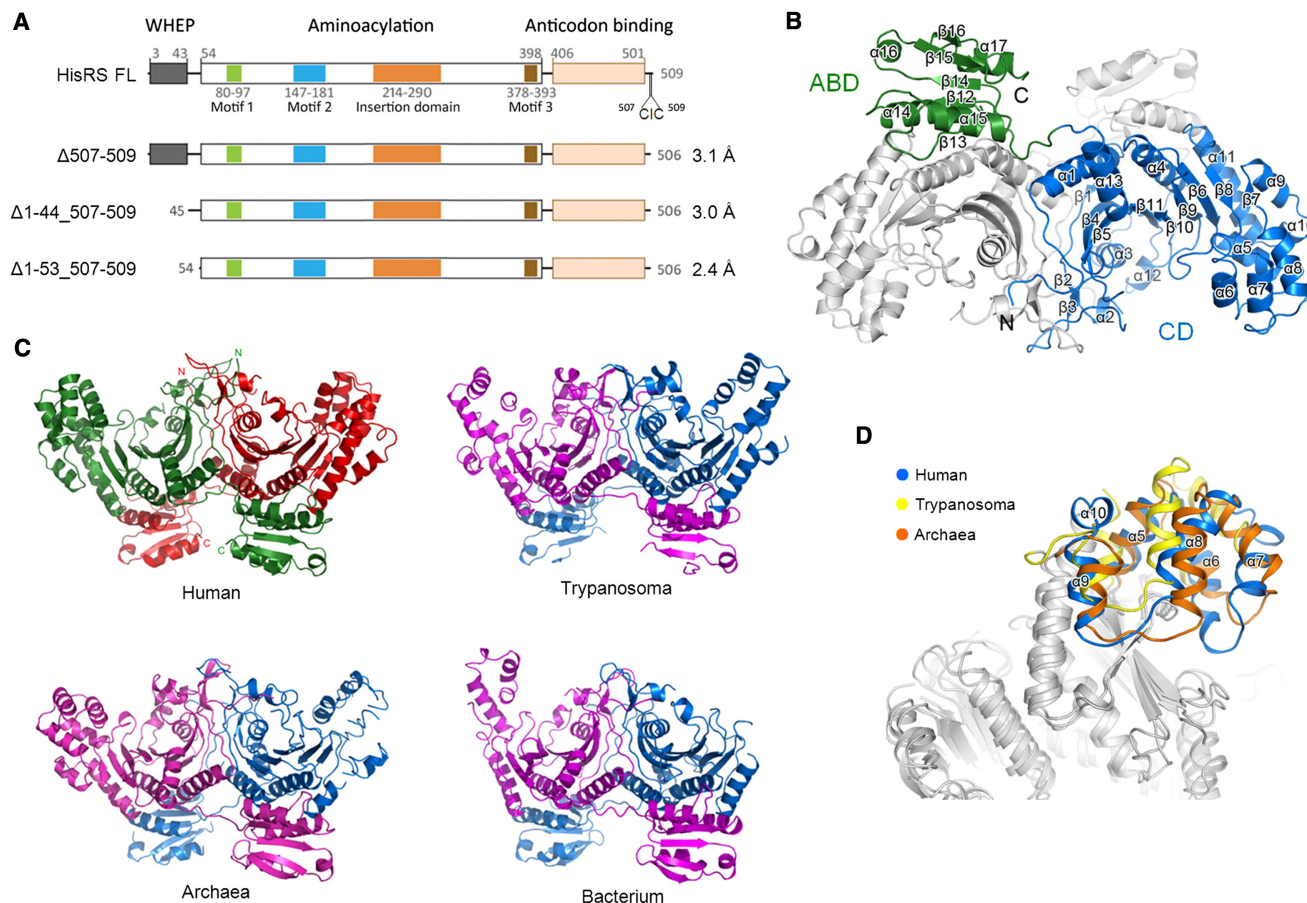 A
WHEP Aminoacylation Anticodon binding
3 43 54 398 406 501
HisRS FL 509
80-97 147-181 214-290 378-393 507 509
Motif 1 Motif 2 Insertion domain Motif 3 CIC
Δ507-509 506 3.1 Å
Δ1-44_507-509 45 506 3.0 Å
Δ1-53_507-509 54 506 2.4 Å
B
β16
α16 β15 α17
ABD β14 C
β12
α14 α15
β13
α1 α13 α4 α11
β1 β6 β8 α9
β4 β11 β9 β7
β5 β10 α5
α3 α12 α8
β2 α6 α7
N β3 α2
CD
C
N N
C C
Human
Trypanosoma
Archaea
Bacterium
D
Human
Trypanosoma
Archaea
α10
α5 α8
α9 α6 α7